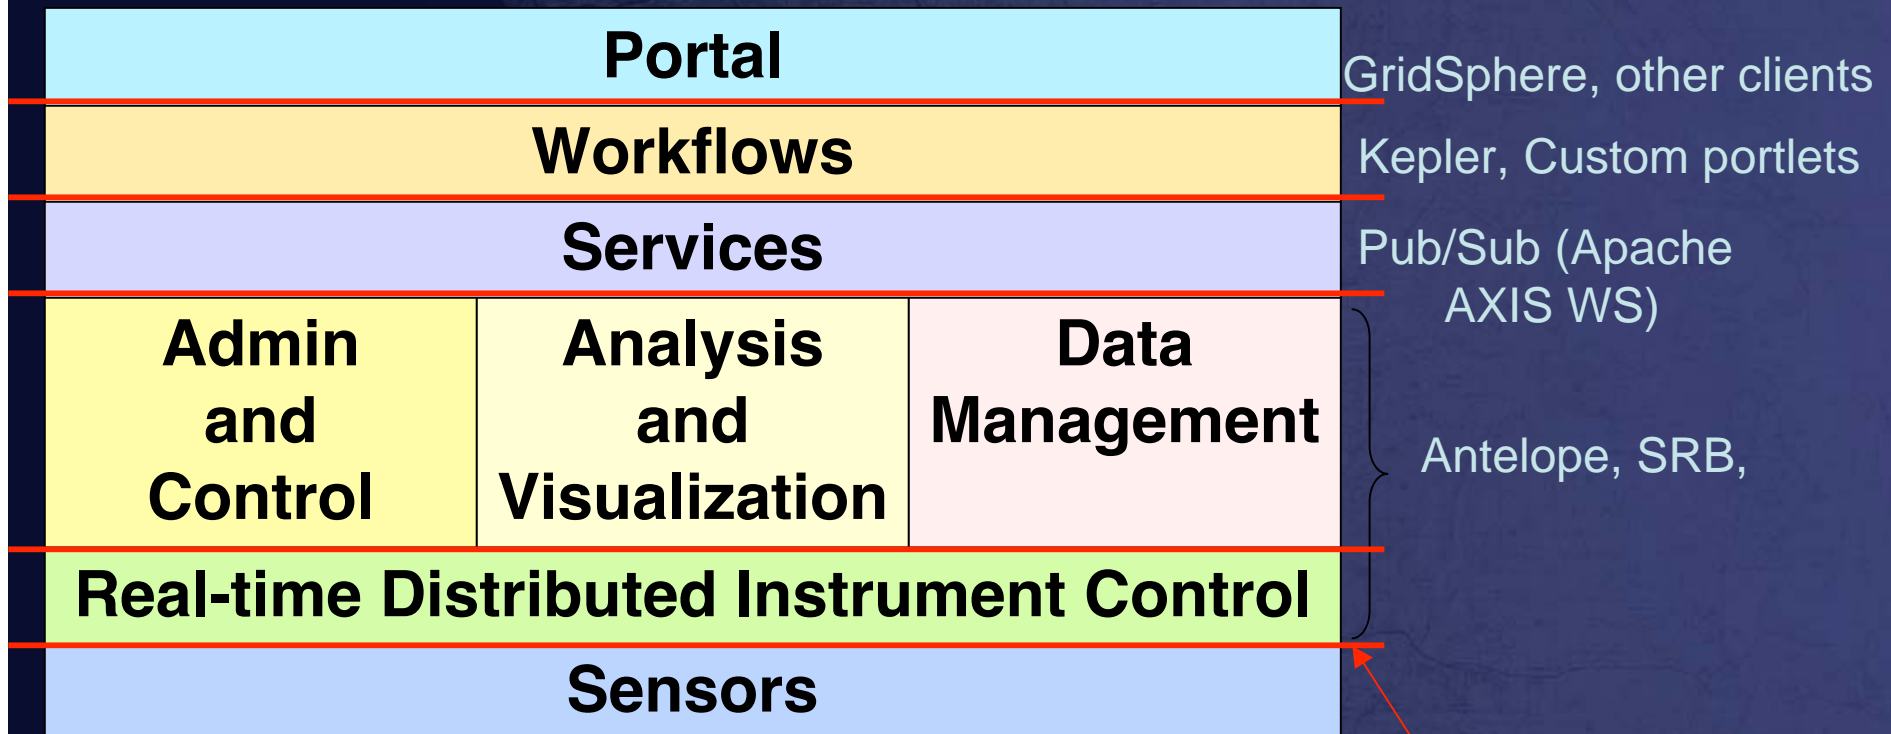 Portal
GridSphere, other clients
Workflows
Kepler, Custom portlets
Services
Pub/Sub (Apache
AXIS WS)
Admin
and
Control
Analysis
and
Visualization
Data
Management
Antelope, SRB,
Real-time Distributed Instrument Control
Sensors